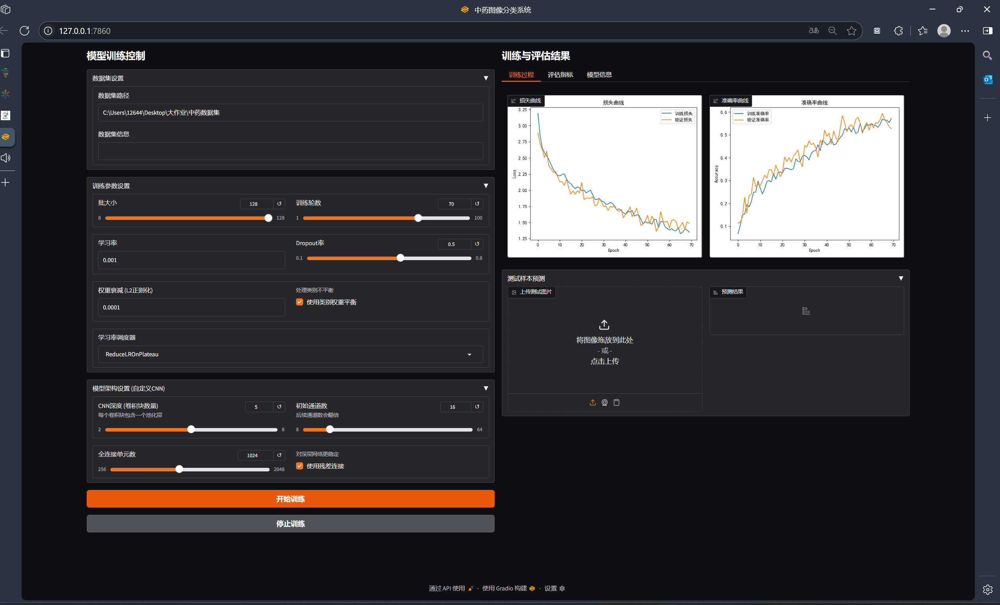 中药图像分类系统
127.0.0.1:7860
aあ
模型训练控制
数据集设置
数据集路径
C:\Users\12644\Desktop\大作业\中药数据集
数据集信息
训练参数设置
批大小
128
8
128
训练轮数
70
1
100
学习率
0.001
Dropout率
0.5
0.1
0.8
权重衰减 (L2正则化)
0.0001
处理类别不平衡
使用类别权重平衡
学习率调度器
ReduceLROnPlateau
模型架构设置 (自定义CNN)
CNN深度 (卷积块数量)
5
每个卷积块包含一个池化层
2
8
初始通道数
16
后续通道数会翻倍
8
64
全连接单元数
1024
256
2048
对深层网络更稳定
使用残差连接
开始训练
停止训练
训练与评估结果
训练过程
评估指标
模型信息
损失曲线
损失曲线
训练损失
验证损失
3.25
3.00
2.75
2.50
2.25
2.00
1.75
1.50
1.25
Loss
0 10 20 30 40 50 60 70
Epoch
准确率曲线
准确率曲线
训练准确率
验证准确率
0.6
0.5
0.4
0.3
0.2
0.1
Accuracy
0 10 20 30 40 50 60 70
Epoch
测试样本预测
上传测试图片
将图像拖放到此处
- 或 -
点击上传
预测结果
通过 API 使用 · 使用 Gradio 构建 · 设置